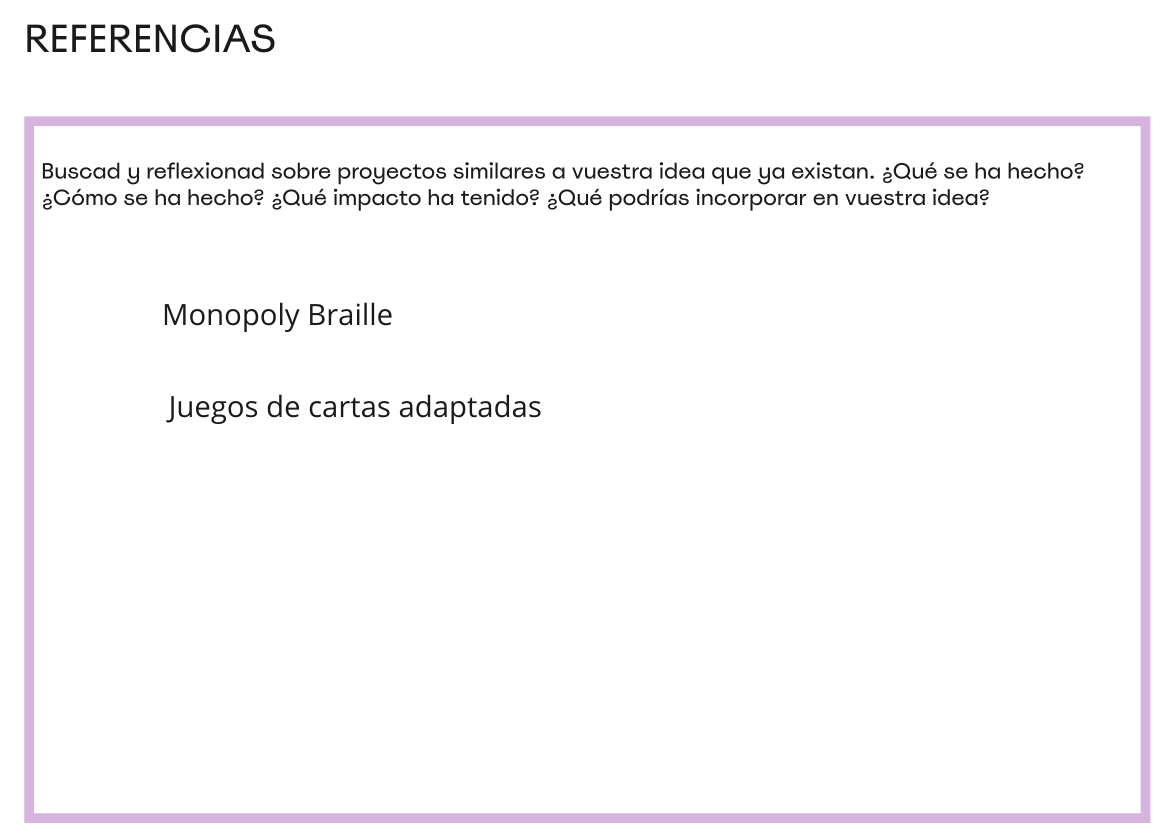 REFERENCIAS
Buscad y reflexionad sobre proyectos similares a vuestra idea que ya existan. ¿Qué se ha hecho?
¿Cómo se ha hecho? ¿Qué impacto ha tenido? ¿Qué podrías incorporar en vuestra idea?
Monopoly Braille
Juegos de cartas adaptadas